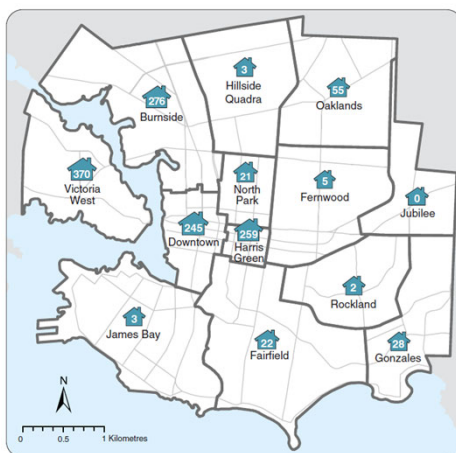 3
Hillside
Quadra
55
Oaklands
276
Burnside
370
Victoria
West
21
North
Park
5
Fernwood
0
Jubilee
245
Downtown
259
Harris
Green
2
Rockland
3
James Bay
22
Fairfield
28
Gonzales
N
0 0.5 1 Kilometres